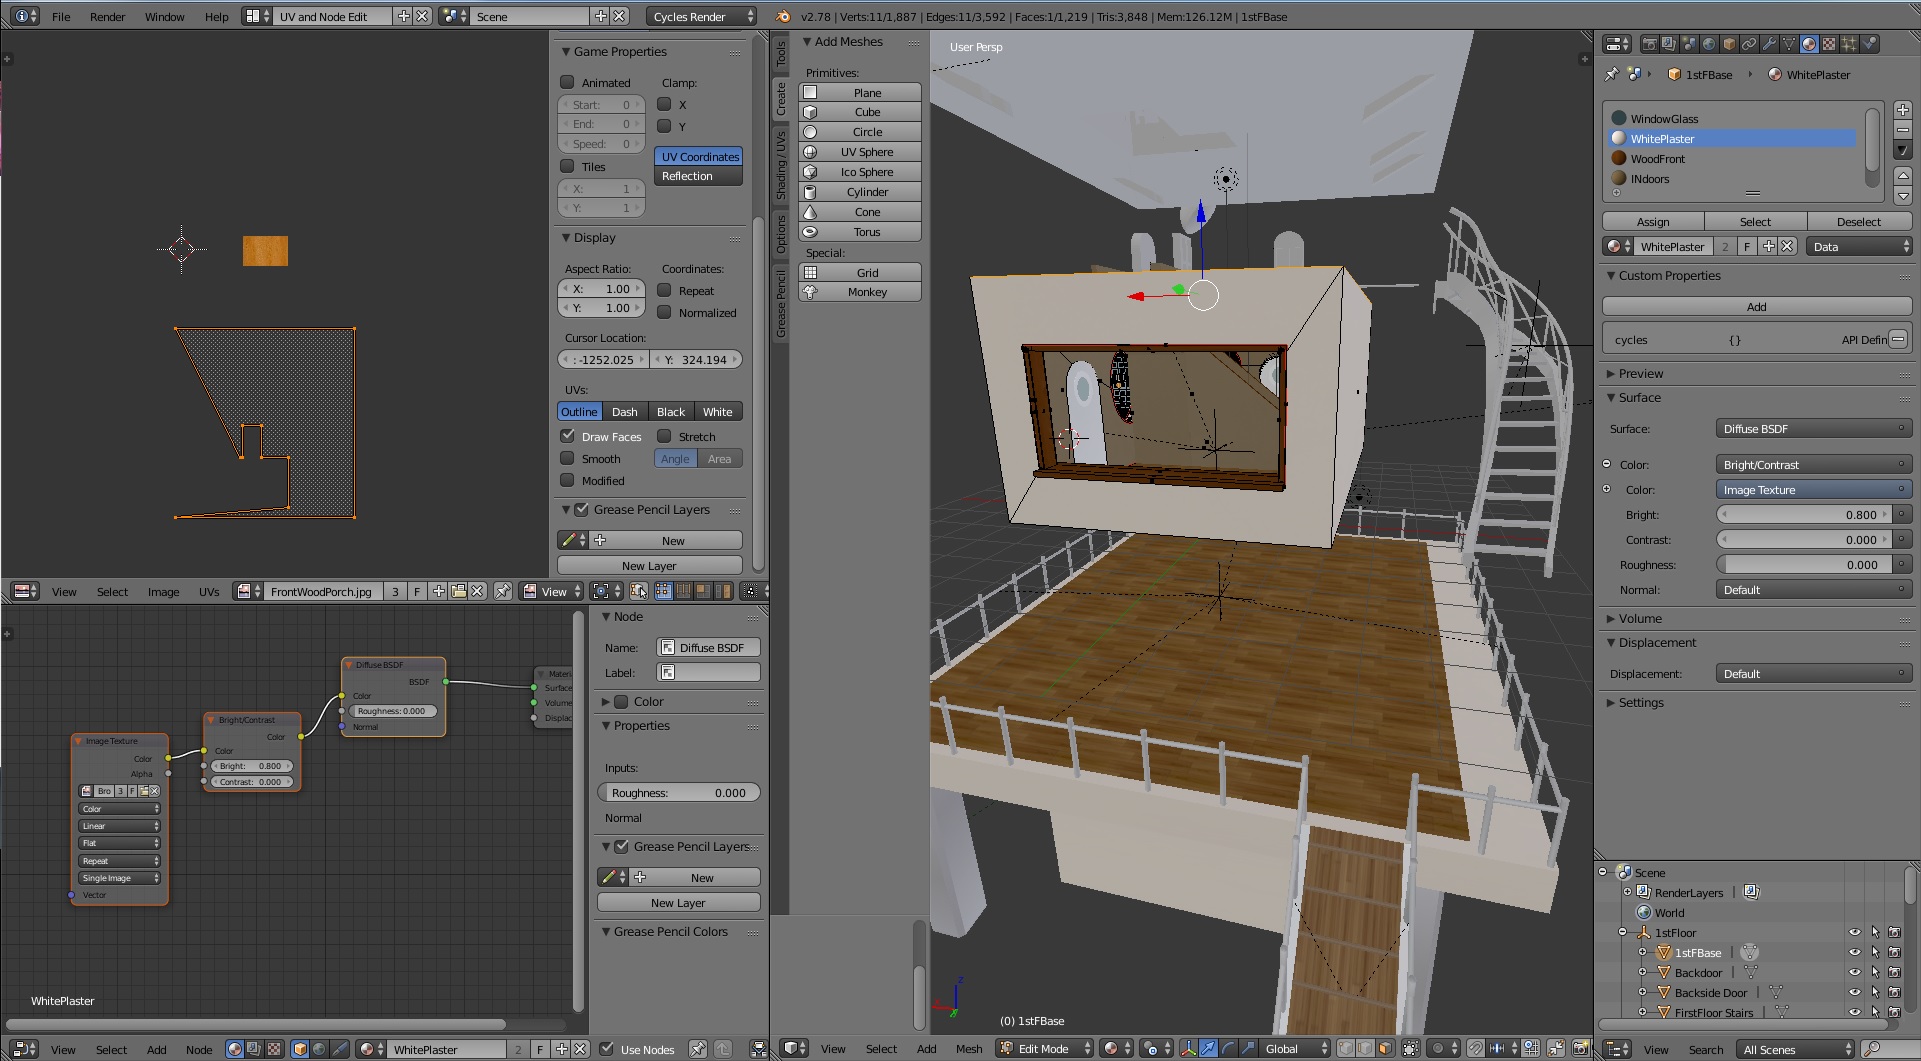 File Render Window Help UV and Node Edit Scene Cycles Render v2.78 | Verts:11/1,887 | Edges:11/3,592 | Faces:1/1,219 | Tris:3,848 | Mem:126.12M | 1stFBase
Game Properties
Animated Clamp:
Start: 0 X
End: 0 Y
Speed: 0
Tiles UV Coordinates
X: 1 Reflection
Y: 1
Display
Aspect Ratio: Coordinates:
X: 1.00 Repeat
Y: 1.00 Normalized
Cursor Location:
: -1252.025 Y: 324.194
UVs:
Outline Dash Black White
Draw Faces Stretch
Smooth Angle Area
Modified
Grease Pencil Layers
New
New Layer
View Select Image UVs FrontWoodPorch.jpg 3 F View
Tools
Create
Shading / UVs
Options
Grease Pencil
Add Meshes
Primitives:
Plane
Cube
Circle
UV Sphere
Ico Sphere
Cylinder
Cone
Torus
Special:
Grid
Monkey
User Persp
(0) 1stFBase
1stFBase WhitePlaster
WindowGlass
WhitePlaster
WoodFront
INdoors
Assign Select Deselect
WhitePlaster 2 F Data
Custom Properties
Add
cycles {} API Defin
Preview
Surface
Surface: Diffuse BSDF
Color: Bright/Contrast
Color: Image Texture
Bright: 0.800
Contrast: 0.000
Roughness: 0.000
Normal: Default
Volume
Displacement
Displacement: Default
Settings
Image Texture
Color
Alpha
Bro 3 F
Color
Linear
Flat
Repeat
Single Image
Vector
Bright/Contrast
Color
Color
Bright: 0.800
Contrast: 0.000
Diffuse BSDF
BSDF
Color
Roughness: 0.000
Normal
Materi
Surface
Volume
Displac
WhitePlaster
Node
Name: Diffuse BSDF
Label:
Color
Properties
Inputs:
Roughness: 0.000
Normal
Grease Pencil Layers
New
New Layer
Grease Pencil Colors
Scene
RenderLayers
World
1stFloor
1stFBase
Backdoor
Backside Door
FirstFloor Stairs
View Select Add Node WhitePlaster 2 F Use Nodes
View Select Add Mesh Edit Mode Global
View Search All Scenes